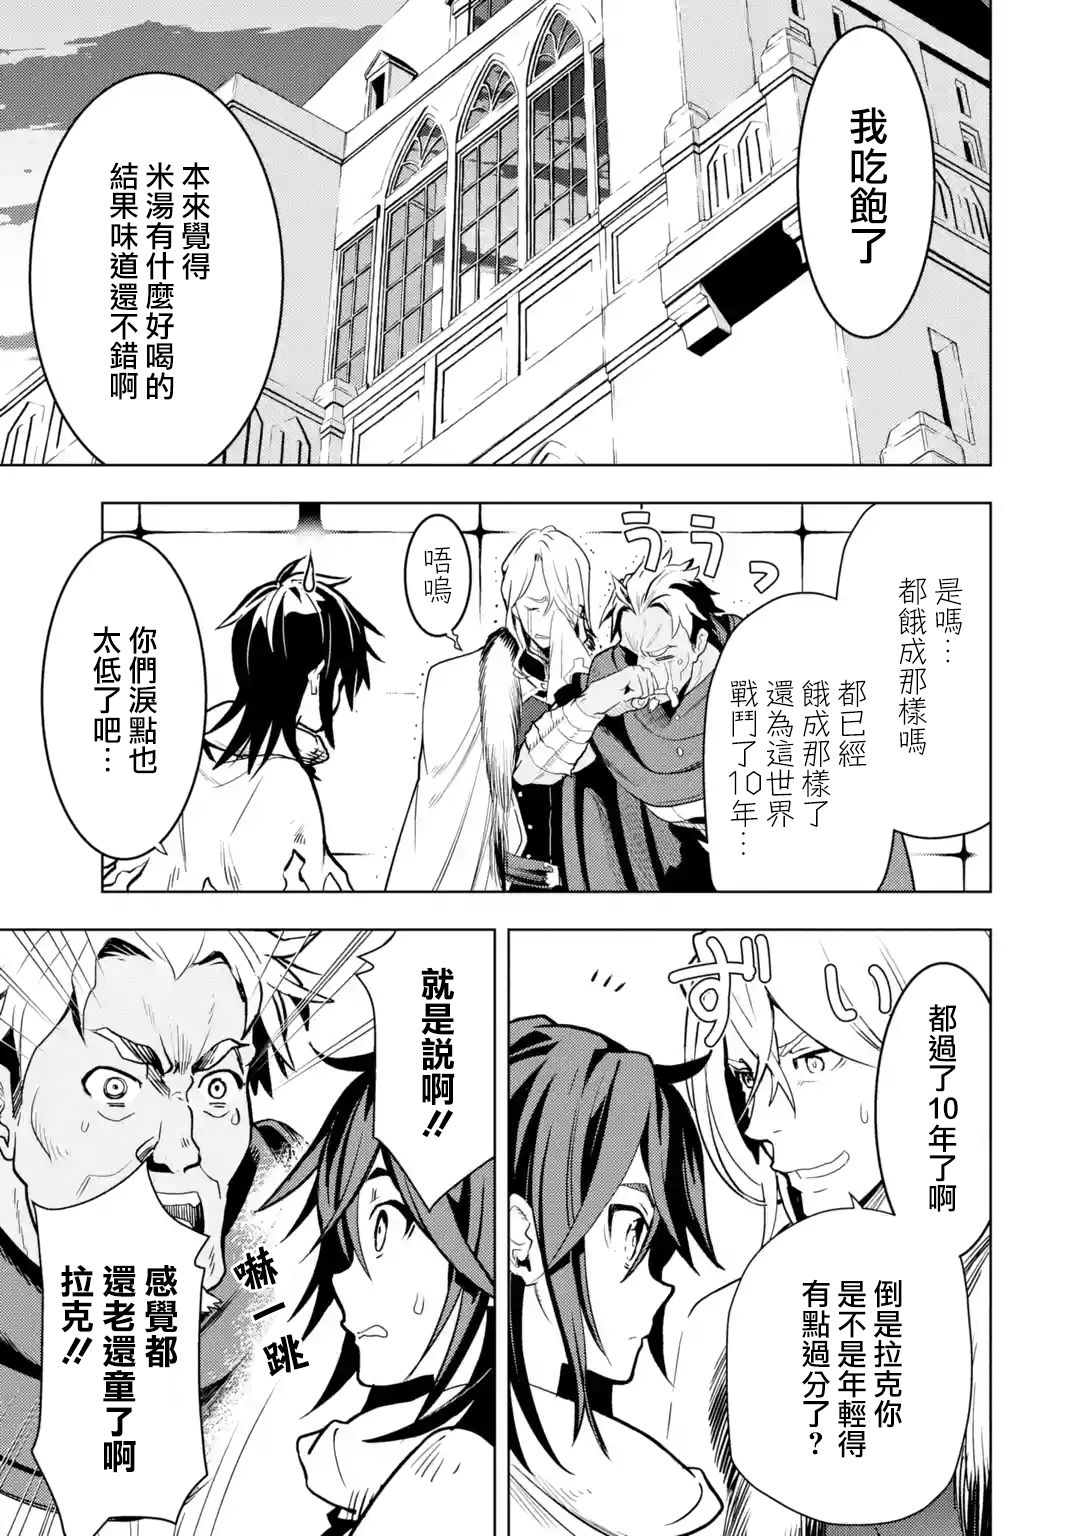 我吃飽了
本來覺得
米湯有什麼好喝的
結果味道還不錯啊
是嗎…
都餓成那樣嗎
都已經
餓成那樣了
還為這世界
戰鬥了10年…
ううっ
唔嗚
你們淚點也
太低了吧…
都過了10年了啊
ずいっ
倒是拉克你
是不是年輕得
有點過分了？
就是說啊!!
嚇一跳
感覺都
還老還童了啊
拉克!!